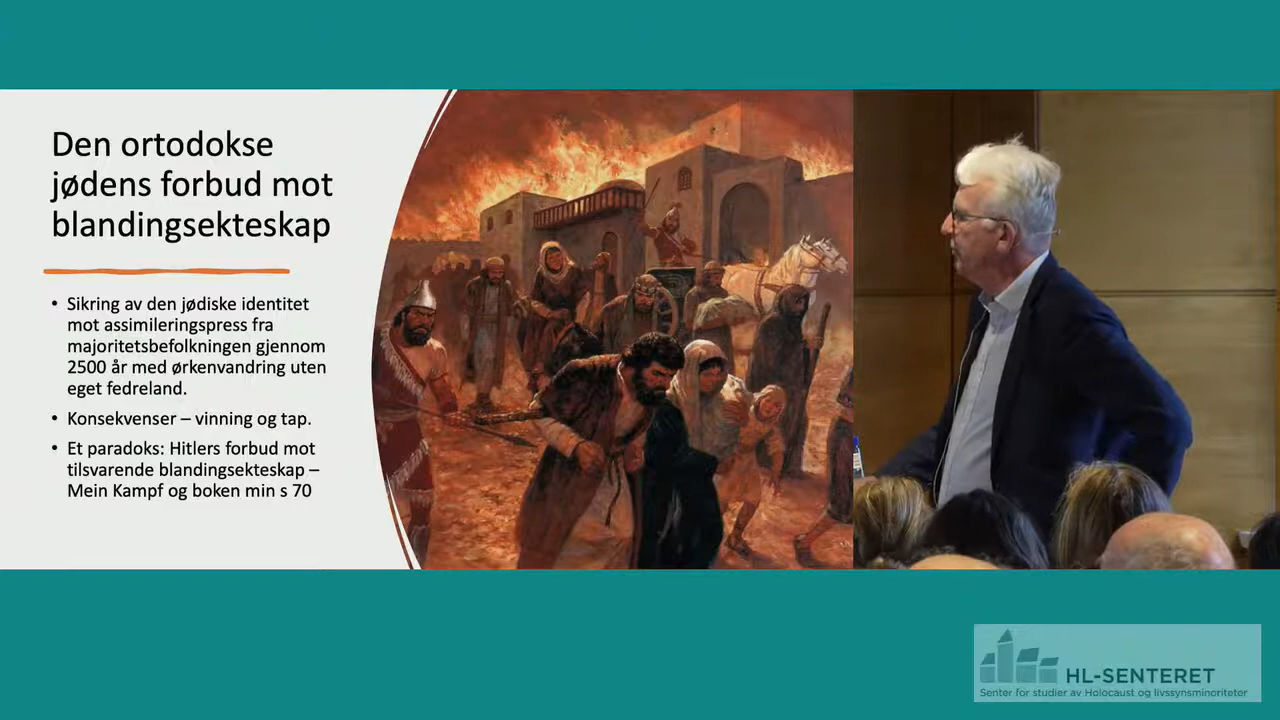 Den ortodokse
jødens forbud mot
blandingsekteskap
• Sikring av den jødiske identitet
mot assimileringspress fra
majoritetsbefolkningen gjennom
2500 år med ørkenvandring uten
eget fedreland.
• Konsekvenser – vinning og tap.
• Et paradoks: Hitlers forbud mot
tilsvarende blandingsekteskap –
Mein Kampf og boken min s 70
HL-SENTERET
Senter for studier av Holocaust og livssynsminoriteter